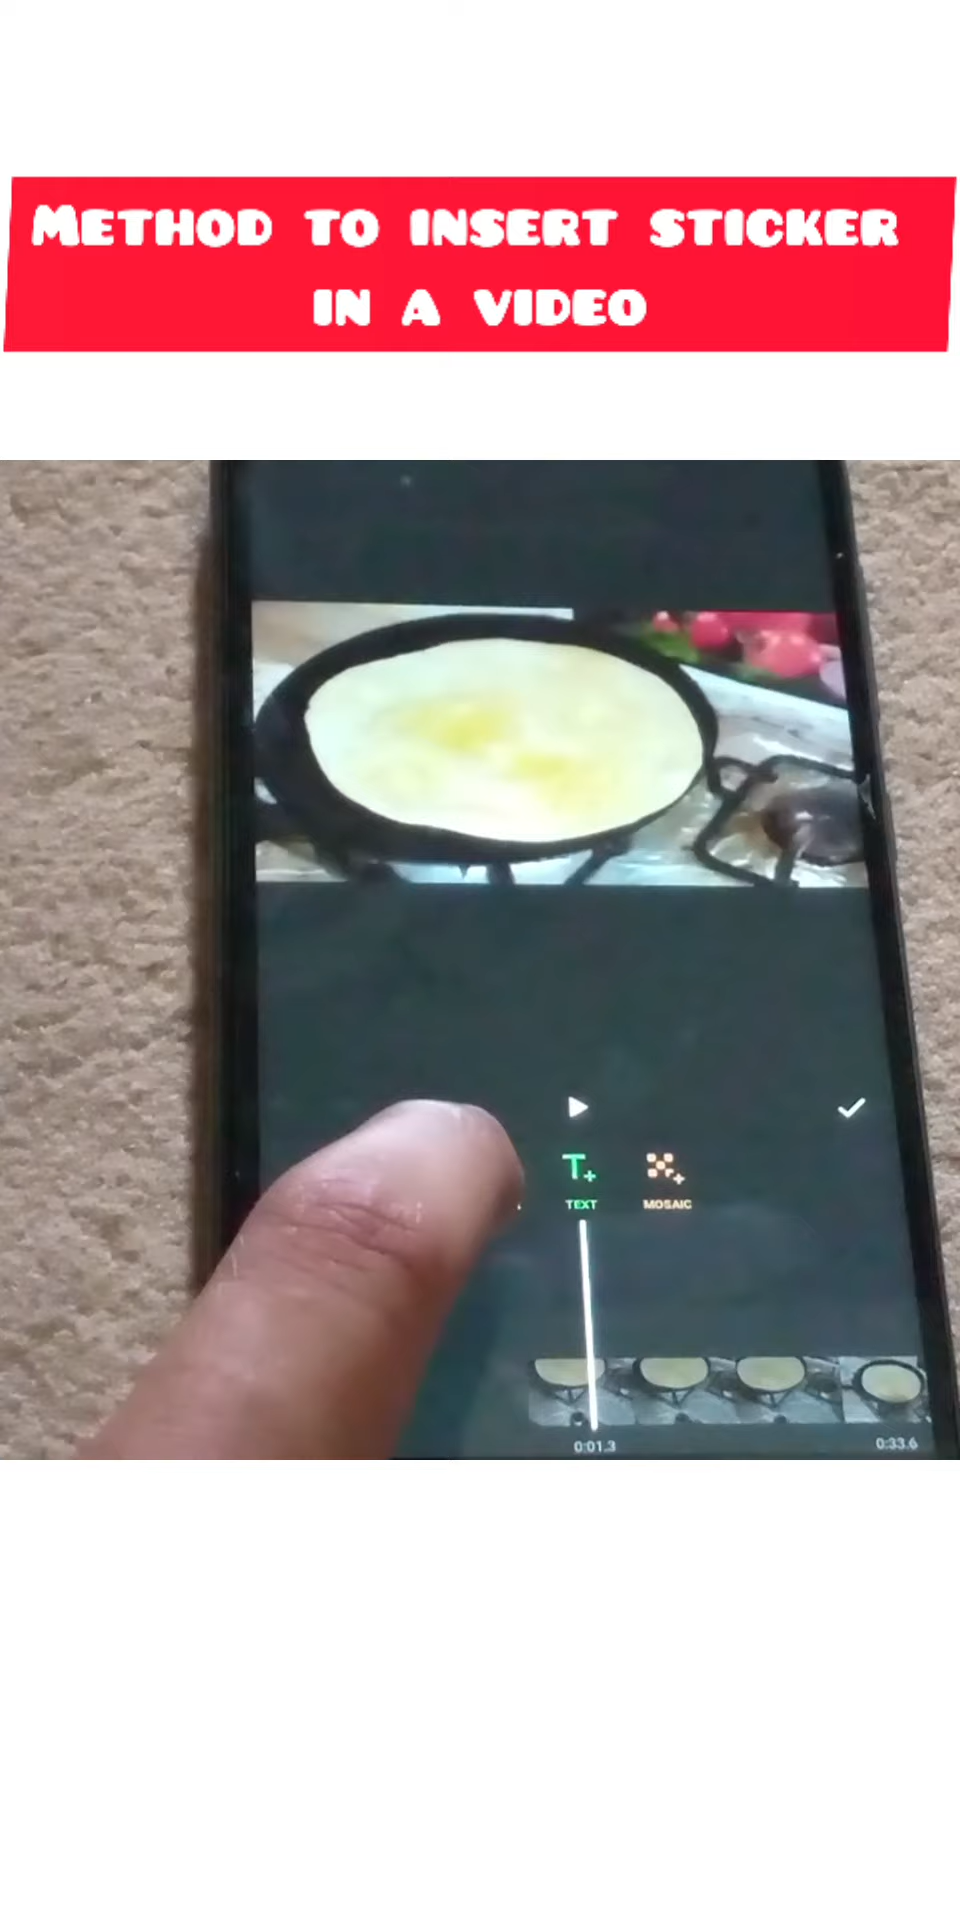 METHOD TO INSERT STICKER
IN A VIDEO
TEXT
MOSAIC
0:01.3
0:33.6